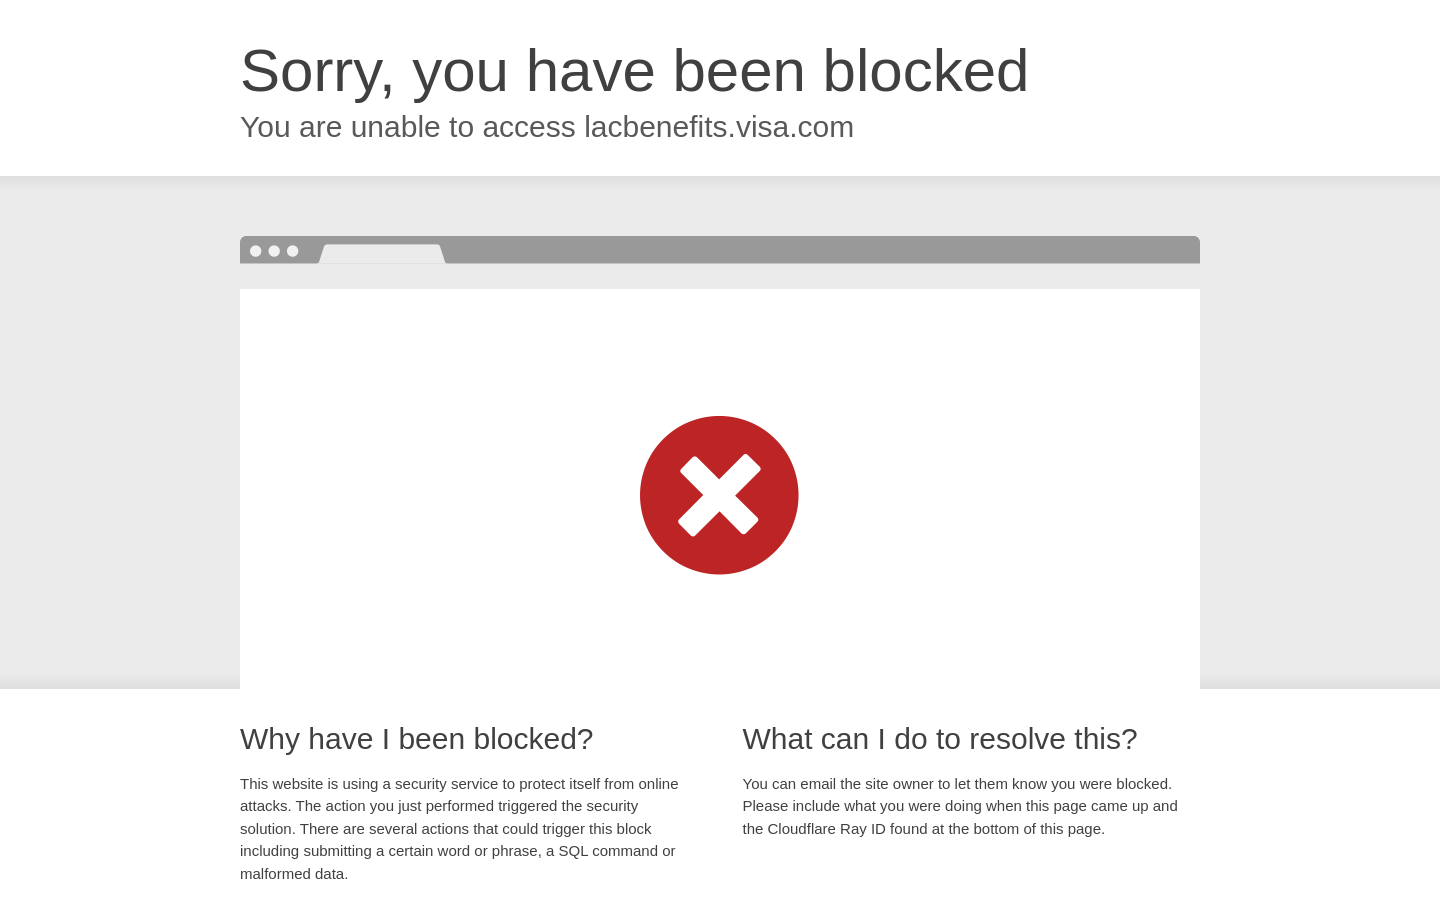 Sorry, you have been blocked
You are unable to access lacbenefits.visa.com
Why have I been blocked?
This website is using a security service to protect itself from online
attacks. The action you just performed triggered the security
solution. There are several actions that could trigger this block
including submitting a certain word or phrase, a SQL command or
malformed data.
What can I do to resolve this?
You can email the site owner to let them know you were blocked.
Please include what you were doing when this page came up and
the Cloudflare Ray ID found at the bottom of this page.